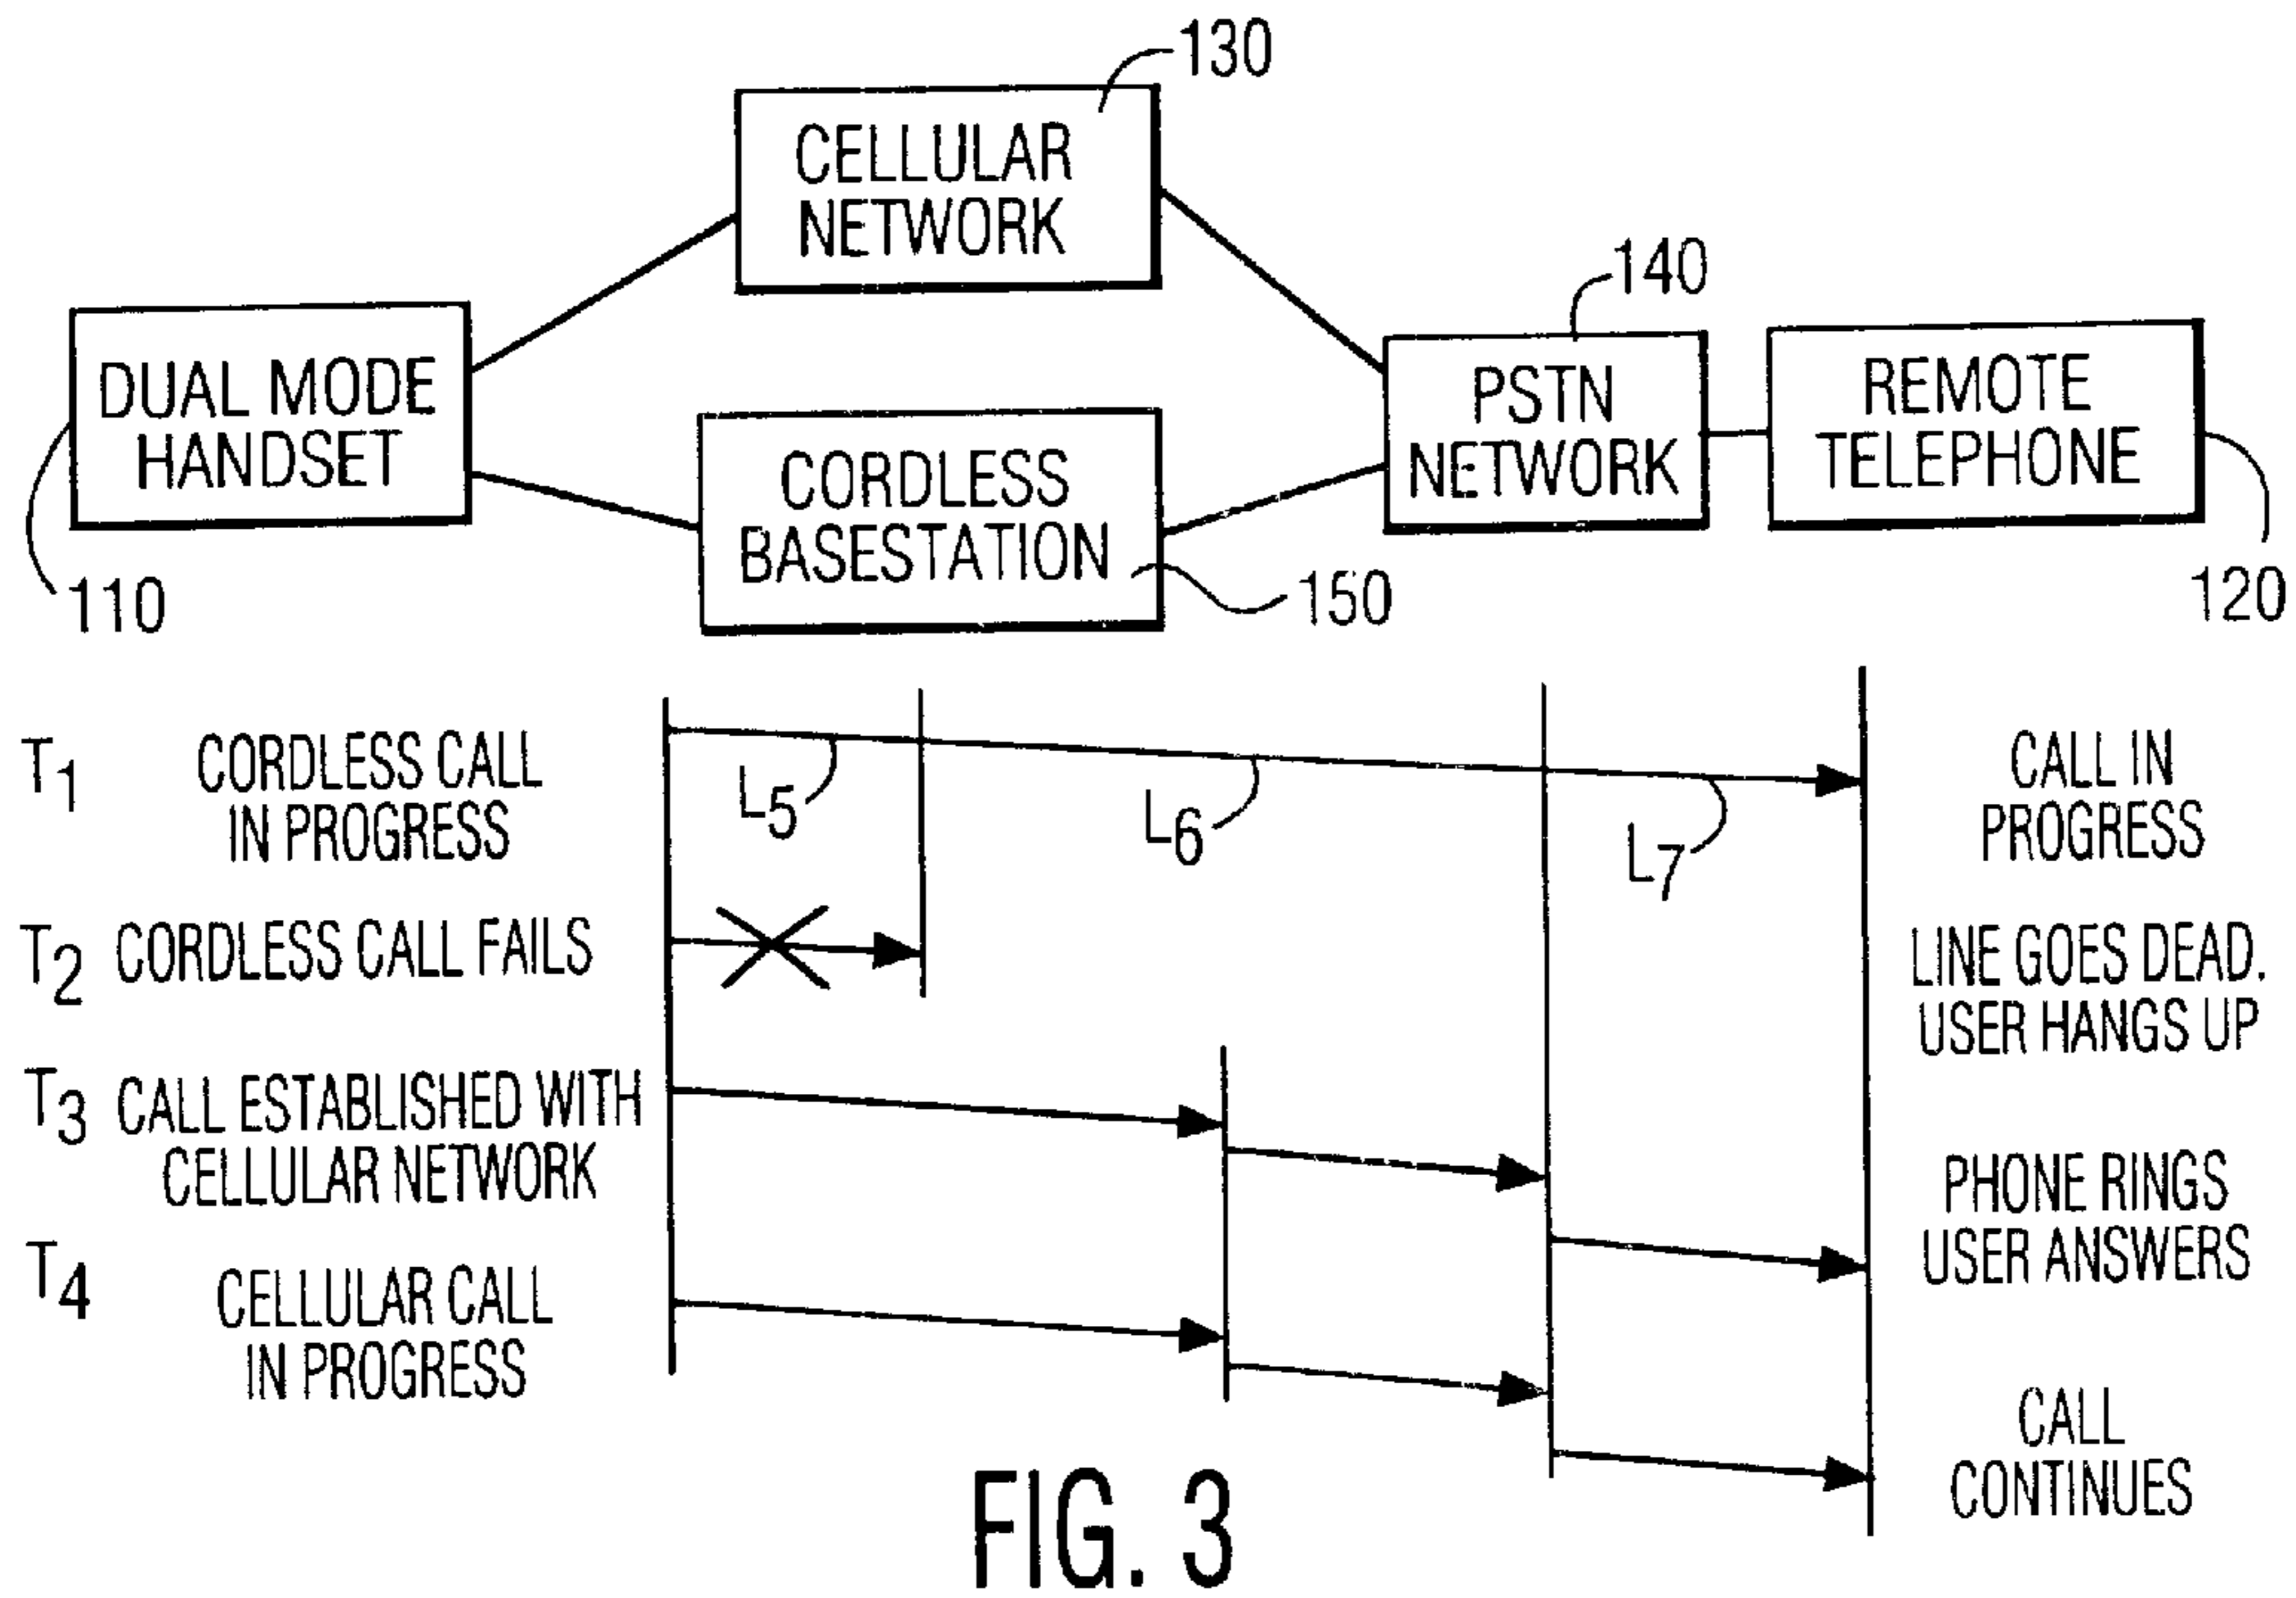 130
CELLULAR
NETWORK
140
DUAL MODE
HANDSET
PSTN
NETWORK
REMOTE
TELEPHONE
CORDLESS
BASESTATION
110
150
120
T1
CORDLESS CALL
IN PROGRESS
L5
L6
L7
CALL IN
PROGRESS
T2
CORDLESS CALL FAILS
LINE GOES DEAD.
USER HANGS UP
T3
CALL ESTABLISHED WITH
CELLULAR NETWORK
PHONE RINGS
USER ANSWERS
T4
CELLULAR CALL
IN PROGRESS
CALL
CONTINUES
FIG. 3